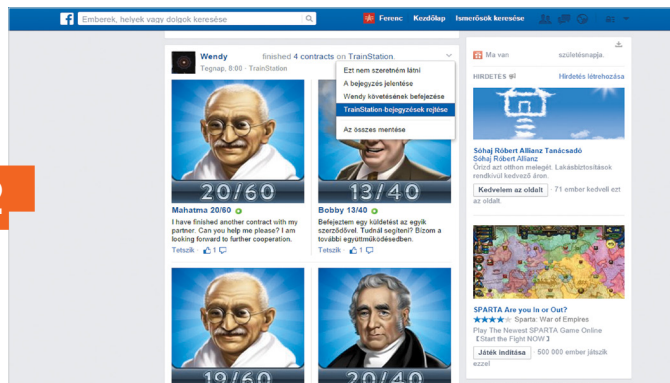 Emberek, helyek vagy dolgok keresése
Ferenc Kezdőlap Ismerősök keresése
Wendy finished 4 contracts on TrainStation.
Tegnap, 8:00 · TrainStation
Ezt nem szeretném látni
A bejegyzés jelentése
Wendy követésének befejezése
TrainStation-bejegyzések rejtése
Az összes mentése
20/60
Mahatma 20/60
I have finished another contract with my
partner. Can you help me please? I am
looking forward to further cooperation.
Tetszik · 1
13/40
Bobby 13/40
Befejeztem egy küldetést az egyik
szerződővel. Tudnál segíteni? Bízom a
további együttműködésedben.
Tetszik · 1
19/60
20/40
Ma van születésnapja.
HIRDETÉS Hirdetés létrehozása
Sóhaj Róbert Allianz Tanácsadó
Sóhaj Róbert Allianz
Őrizd azt otthon melegét. Lakásbiztosítások
rendkívül kedvező áron.
Kedvelem az oldalt · 71 ember kedveli ezt
az oldalt.
SPARTA Are you In or Out?
Sparta: War of Empires
Play The Newest SPARTA Game Online
【Start the Fight NOW】
Játék indítása · 500 000 ember játszik
ezzel